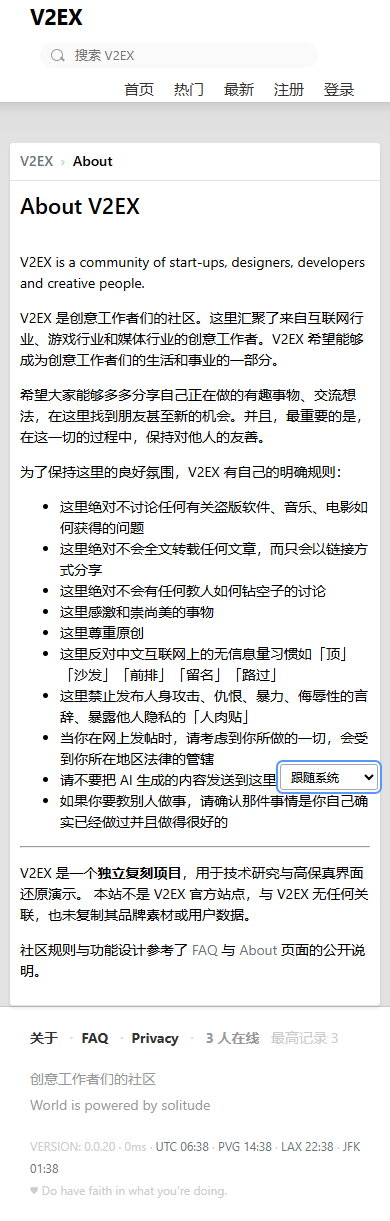 V2EX
搜索 V2EX
首页 热门 最新 注册 登录
V2EX › About
About V2EX
V2EX is a community of start-ups, designers, developers
and creative people.
V2EX 是创意工作者们的社区。这里汇聚了来自互联网行
业、游戏行业和媒体行业的创意工作者。V2EX 希望能够
成为创意工作者们的生活和事业的一部分。
希望大家能够多多分享自己正在做的有趣事物、交流想
法，在这里找到朋友甚至新的机会。并且，最重要的是，
在这一切的过程中，保持对他人的友善。
为了保持这里的良好氛围，V2EX 有自己的明确规则：
• 这里绝对不讨论任何有关盗版软件、音乐、电影如
何获得的问题
• 这里绝对不会全文转载任何文章，而只会以链接方
式分享
• 这里绝对不会有任何教人如何钻空子的讨论
• 这里感激和崇尚美的事物
• 这里尊重原创
• 这里反对中文互联网上的无信息量习惯如「顶」
「沙发」「前排」「留名」「路过」
• 这里禁止发布人身攻击、仇恨、暴力、侮辱性的言
辞、暴露他人隐私的「人肉贴」
• 当你在网上发帖时，请考虑到你所做的一切，会受
到你所在地区法律的管辖
• 请不要把 AI 生成的内容发送到这里
跟随系统
• 如果你要教别人做事，请确认那件事情是你自己确
实已经做过并且做得很好的
V2EX 是一个独立复刻项目，用于技术研究与高保真界面
还原演示。 本站不是 V2EX 官方站点，与 V2EX 无任何关
联，也未复制其品牌素材或用户数据。
社区规则与功能设计参考了 FAQ 与 About 页面的公开说
明。
关于 · FAQ · Privacy · 3 人在线 最高记录 3
创意工作者们的社区
World is powered by solitude
VERSION: 0.0.20 · 0ms · UTC 06:38 · PVG 14:38 · LAX 22:38 · JFK
01:38
♥ Do have faith in what you're doing.